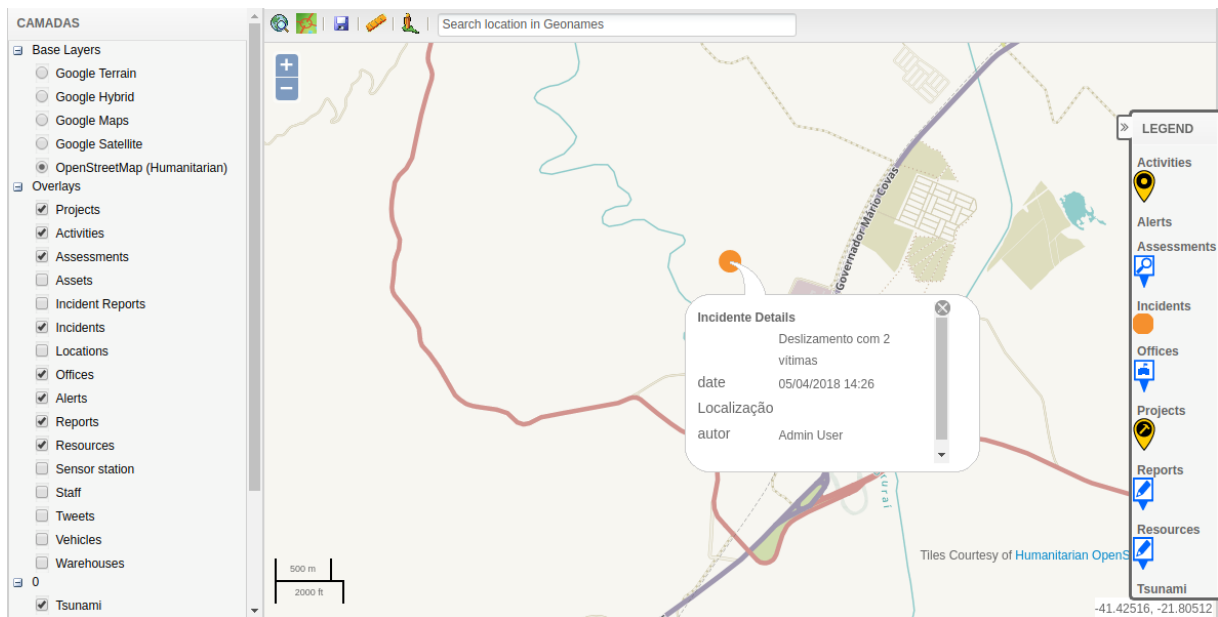 CAMADAS
Base Layers
Google Terrain
Google Hybrid
Google Maps
Google Satellite
OpenStreetMap (Humanitarian)
Overlays
Projects
Activities
Assessments
Assets
Incident Reports
Incidents
Locations
Offices
Alerts
Reports
Resources
Sensor station
Staff
Tweets
Vehicles
Warehouses
0
Tsunami
Search location in Geonames
+
−
Governador Mário Covas
Incidente Details
Deslizamento com 2
vítimas
date 05/04/2018 14:26
Localização
autor Admin User
500 m
2000 ft
Tiles Courtesy of Humanitarian OpenS
-41.42516, -21.80512
» LEGEND
Activities
Alerts
Assessments
Incidents
Offices
Projects
Reports
Resources
Tsunami